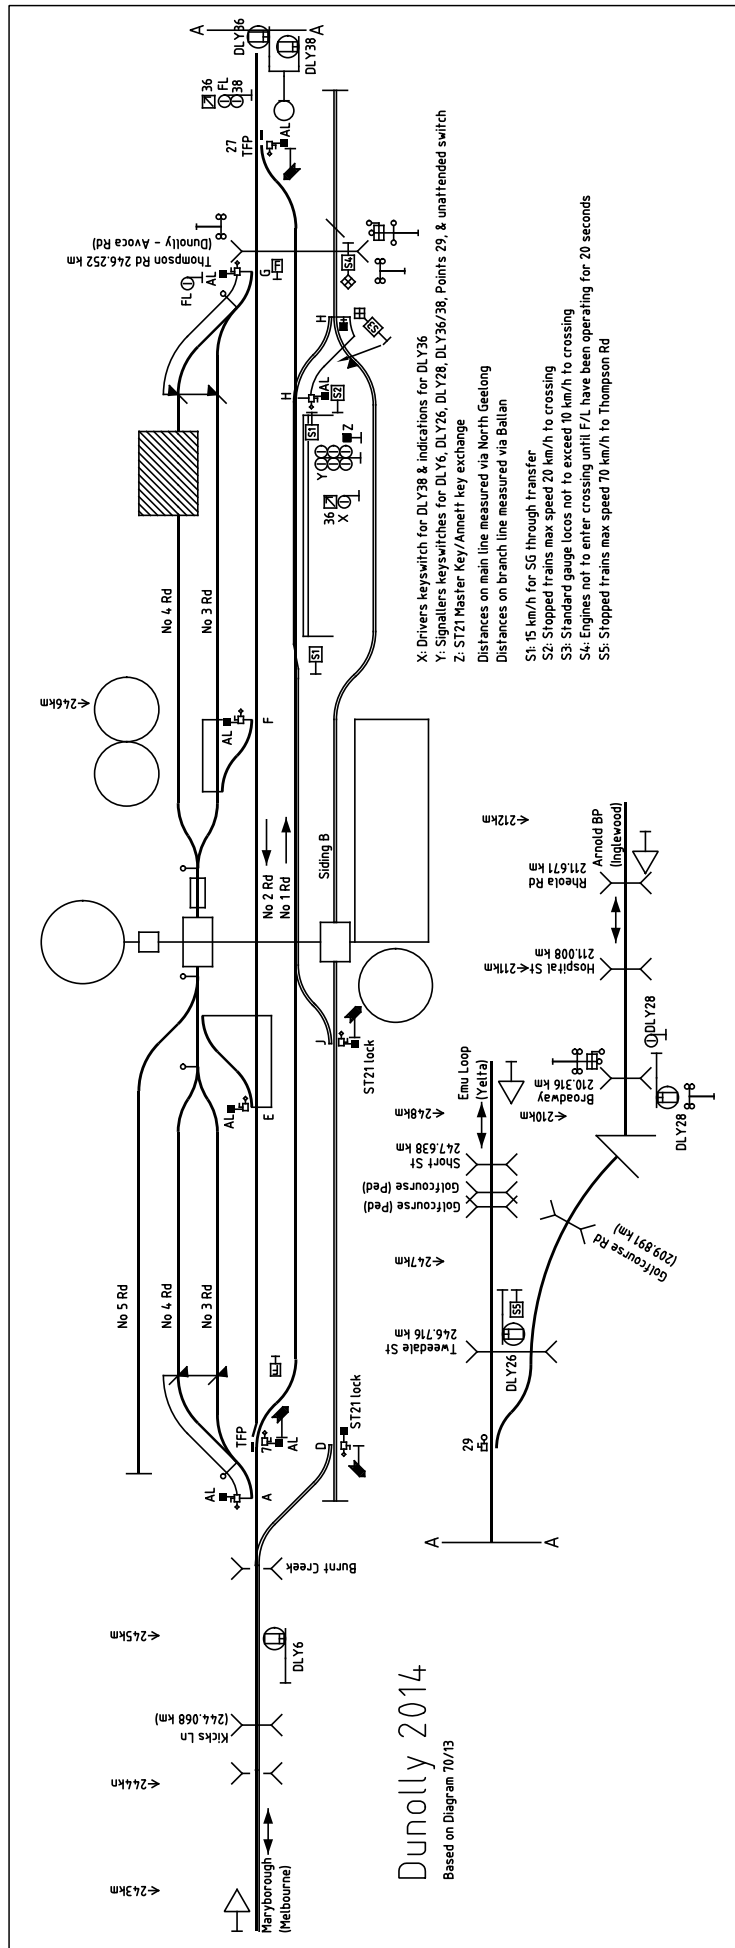 Dunolly 2014
Based on Diagram 70/13
Maryborough
(Melbourne)
←243km
←244kn
Kicks Ln
(244.068 km)
←245km
DLY6
Burnt Creek
A
AL
TFP
7
AL
D
ST21 lock
No 5 Rd
No 4 Rd
No 3 Rd
E
AL
J
ST21 lock
No 2 Rd
No 1 Rd
Siding B
F
AL
←246km
No 4 Rd
No 3 Rd
S1
S1
36
X
Y
Z
S2
AL
H
H
S3
S4
FL
AL
G
Thompson Rd 246.252 km
(Dunolly - Avoca Rd)
27
TFP
AL
36
FL
38
DLY36
DLY38
A
A
X: Drivers keyswitch for DLY38 & indications for DLY36
Y: Signallers keyswitches for DLY6, DLY26, DLY28, DLY36/38, Points 29, & unattended switch
Z: ST21 Master Key/Annett key exchange
Distances on main line measured via North Geelong
Distances on branch line measured via Ballan
S1: 15 km/h for SG through transfer
S2: Stopped trains max speed 20 km/h to crossing
S3: Standard gauge locos not to exceed 10 km/h to crossing
S4: Engines not to enter crossing until F/L have been operating for 20 seconds
S5: Stopped trains max speed 70 km/h to Thompson Rd
A
A
29
Tweedale St
246.716 km
DLY26
S5
←247km
Golfcourse (Ped)
Golfcourse (Ped)
Short St
247.638 km
←248km
Emu Loop
(Yelta)
Golfcourse Rd
(209.891 km)
←210km
Broadway
210.316 km
DLY28
DLY28
Hospital St
211.008 km
←211km
Rheola Rd
211.671 km
Arnold BP
(Inglewood)
←212km